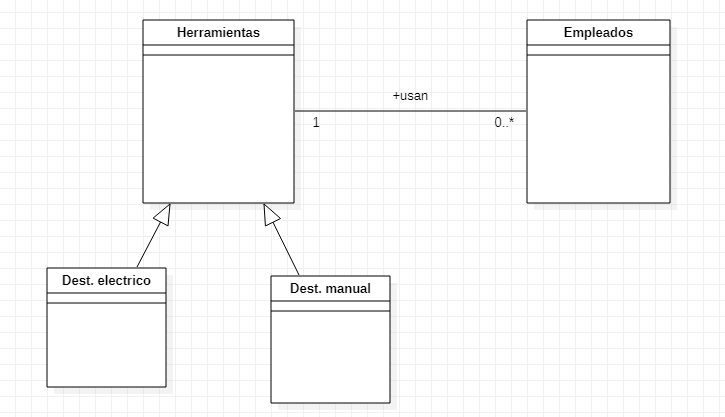 Herramientas
Empleados
+usan
1
0..*
Dest. electrico
Dest. manual